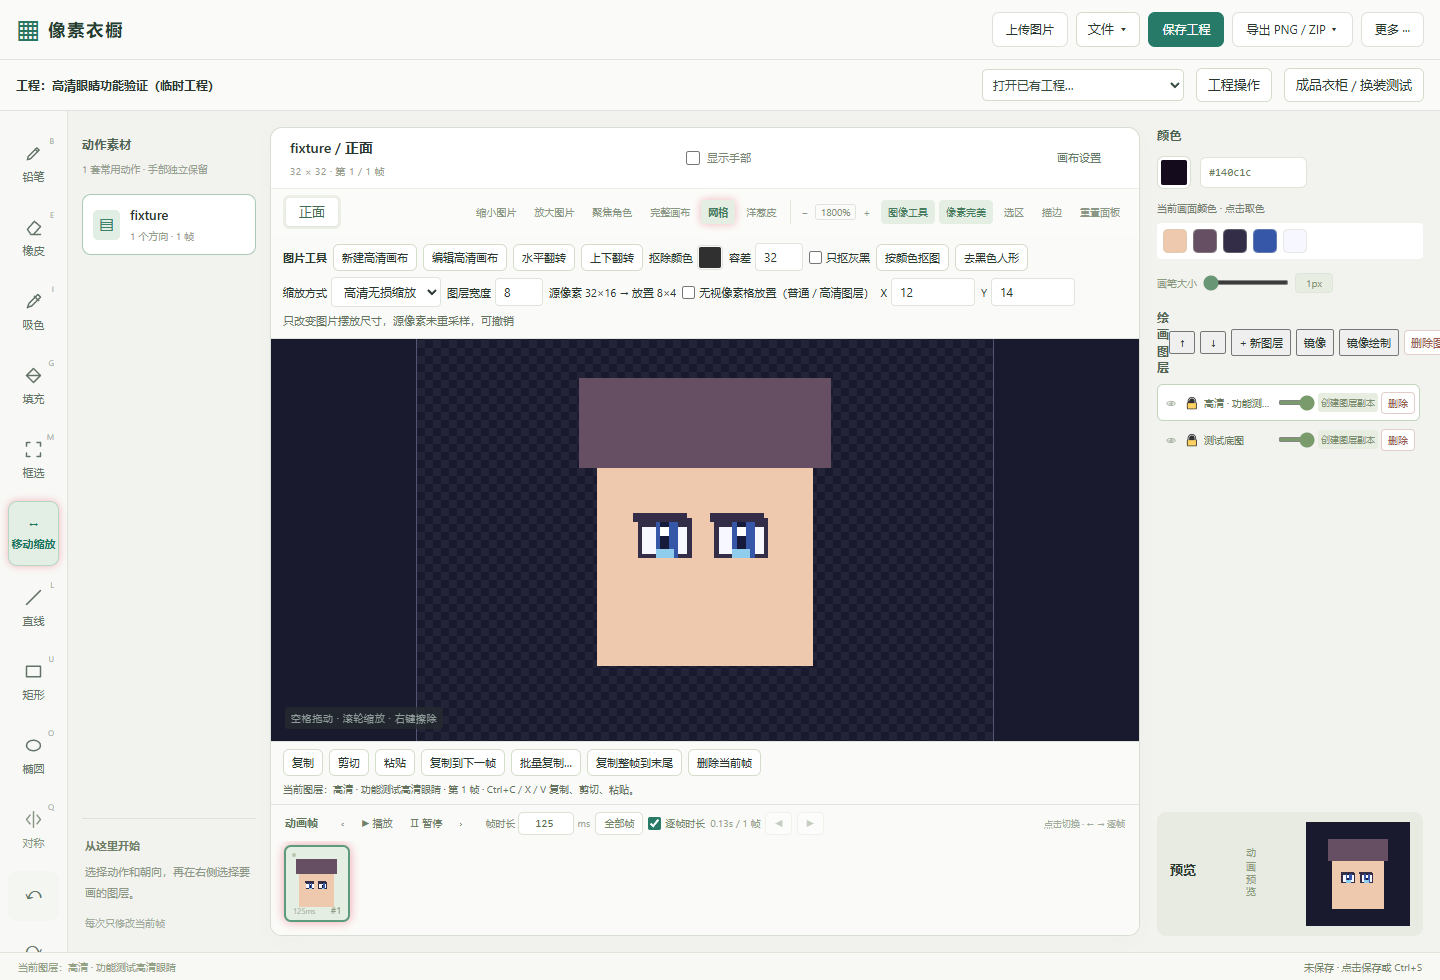 像素衣橱
上传图片 文件 ▾ 保存工程 导出 PNG / ZIP ▾ 更多 ···
工程：高清眼睛功能验证（临时工程）
打开已有工程... 工程操作 成品衣柜 / 换装测试
B
铅笔
E
橡皮
I
吸色
G
填充
M
框选
↔
移动缩放
L
直线
U
矩形
O
椭圆
Q
对称
动作素材
1 套常用动作 · 手部独立保留
fixture
1 个方向 · 1 帧
从这里开始
选择动作和朝向，再在右侧选择要
画的图层。
每次只修改当前帧
fixture / 正面
32 × 32 · 第 1 / 1 帧
显示手部
画布设置
正面 缩小图片 放大图片 聚焦角色 完整画布 网格 洋葱皮 − 1800% + 图像工具 像素完美 选区 描边 重置面板
图片工具 新建高清画布 编辑高清画布 水平翻转 上下翻转 抠除颜色 容差 32 只抠灰黑 按颜色抠图 去黑色人形
缩放方式 高清无损缩放 图层宽度 8 源像素 32×16 → 放置 8×4 无视像素格放置（普通 / 高清图层） X 12 Y 14
只改变图片摆放尺寸，源像素未重采样，可撤销
空格拖动 · 滚轮缩放 · 右键擦除
复制 剪切 粘贴 复制到下一帧 批量复制... 复制整帧到末尾 删除当前帧
当前图层：高清 · 功能测试高清眼睛 · 第 1 帧 · Ctrl+C / X / V 复制、剪切、粘贴。
动画帧 ‹ ▶ 播放 暂停 › 帧时长 125 ms 全部帧 逐帧时长 0.13s / 1 帧 ◀ ▶ 点击切换 · ← → 逐帧
125ms #1
颜色
#140c1c
当前画面颜色 · 点击取色
画笔大小 1px
绘画图层 ↑ ↓ + 新图层 镜像 镜像绘制 删除图
高清 · 功能测... 创建图层副本 删除
测试底图 创建图层副本 删除
预览 动画预览
当前图层：高清 · 功能测试高清眼睛
未保存 · 点击保存或 Ctrl+S